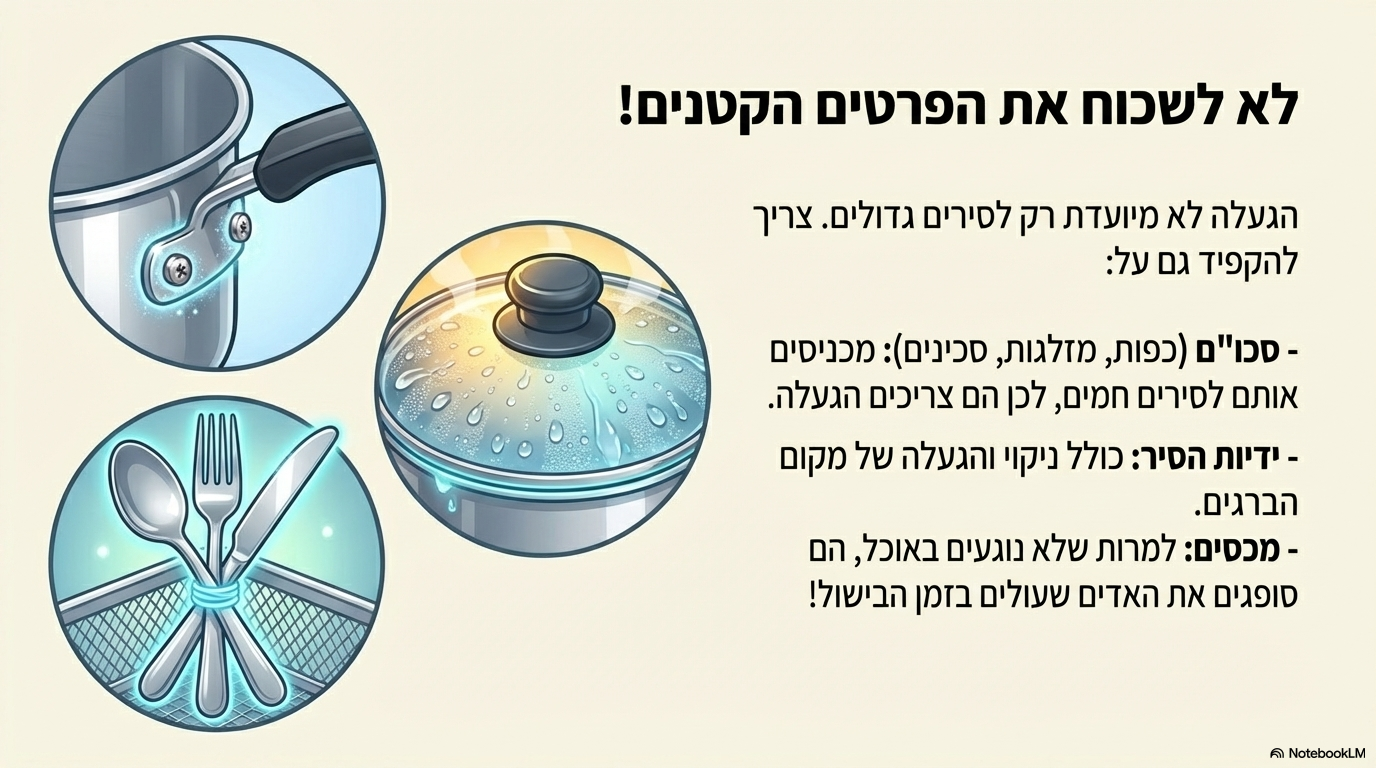 לא לשכוח את הפרטים הקטנים!
הגעלה לא מיועדת רק לסירים גדולים. צריך
להקפיד גם על:
- סכו"ם (כפות, מזלגות, סכינים): מכניסים
אותם לסירים חמים, לכן הם צריכים הגעלה.
- ידיות הסיר: כולל ניקוי והגעלה של מקום
הברגים.
- מכסים: למרות שלא נוגעים באוכל, הם
סופגים את האדים שעולים בזמן הבישול!
NotebookLM